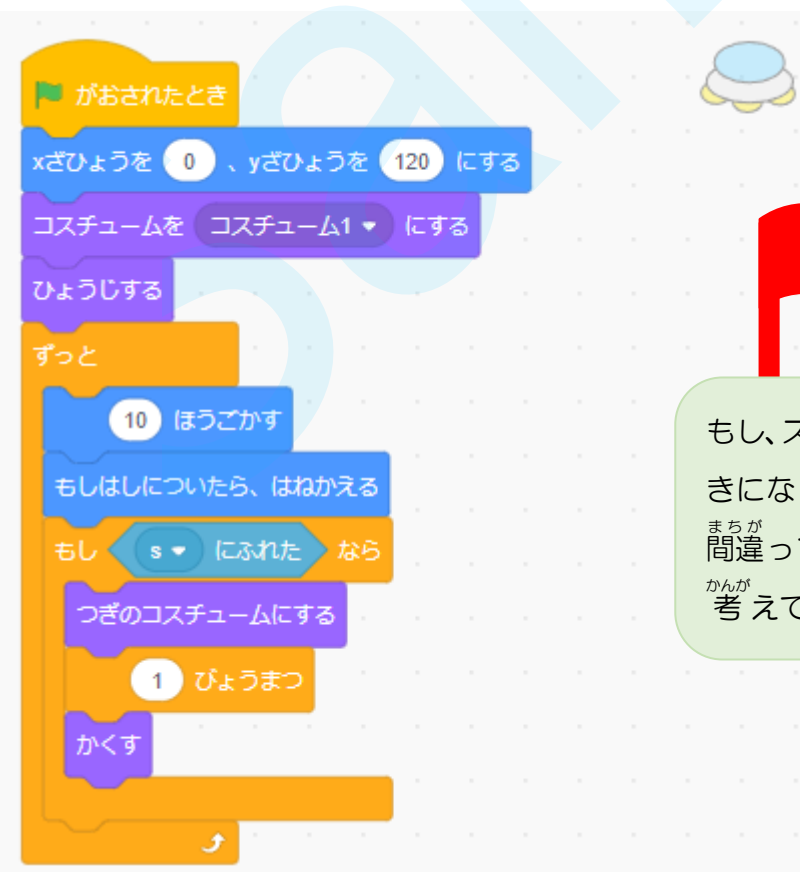 がおされたとき
xざひょうを 0 、yざひょうを 120 にする
コスチュームを コスチューム1 にする
ひょうじする
ずっと
10 ほうごかす
もしはしについたら、はねかえる
もし s にふれた なら
つぎのコスチュームにする
1 びょうまつ
かくす
もし、ス
きにな
間違っ
まちが
考えて
かんが